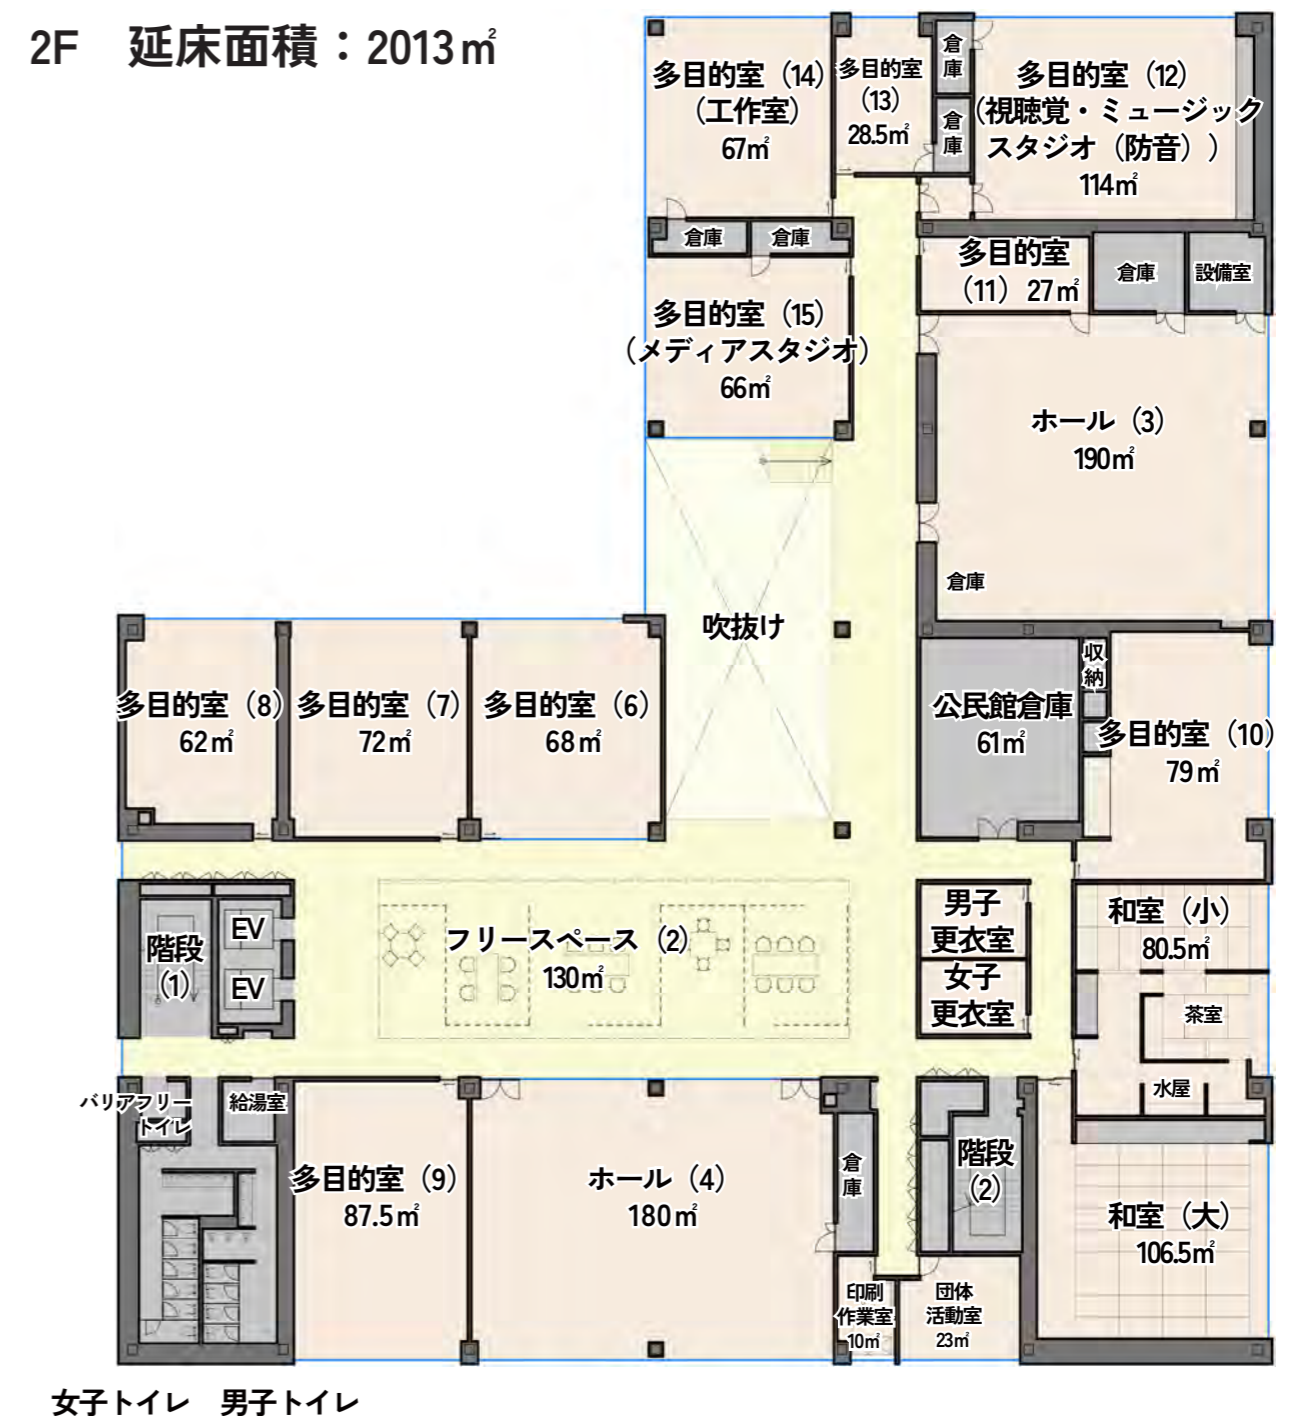 2F 延床面積：2013㎡
多目的室（14）
（工作室）
67㎡
多目的室
（13）
28.5㎡
倉庫
倉庫
多目的室（12）
（視聴覚・ミュージック
スタジオ（防音））
114㎡
倉庫
倉庫
多目的室
（11）27㎡
倉庫
設備室
多目的室（15）
（メディアスタジオ）
66㎡
ホール（3）
190㎡
倉庫
吹抜け
多目的室（8）
62㎡
多目的室（7）
72㎡
多目的室（6）
68㎡
公民館倉庫
61㎡
収納
多目的室（10）
79㎡
階段
（1）
EV
EV
フリースペース（2）
130㎡
男子
更衣室
女子
更衣室
和室（小）
80.5㎡
茶室
水屋
バリアフリー
トイレ
給湯室
多目的室（9）
87.5㎡
ホール（4）
180㎡
倉庫
階段
（2）
和室（大）
106.5㎡
印刷
作業室
10㎡
団体
活動室
23㎡
女子トイレ 男子トイレ